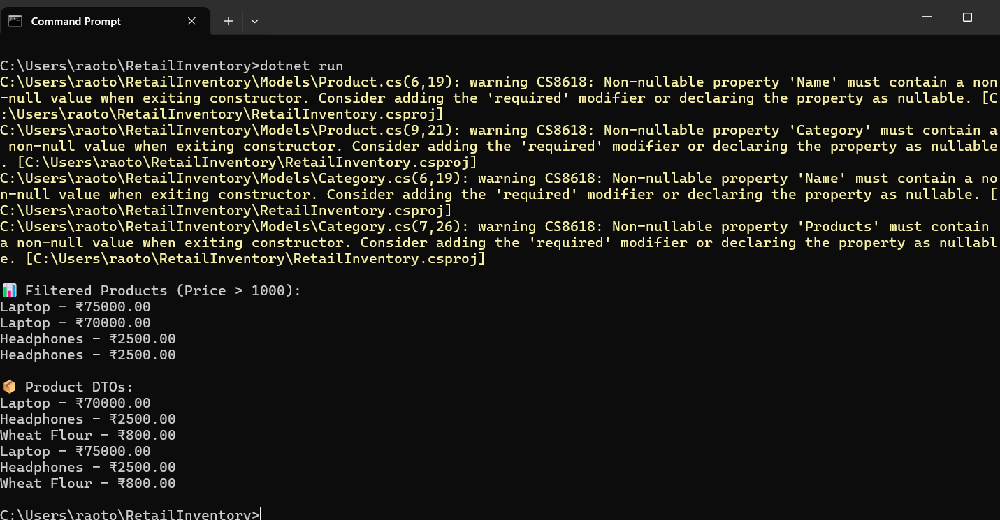 Command Prompt
C:\Users\raoto\RetailInventory>dotnet run
C:\Users\raoto\RetailInventory\Models\Product.cs(6,19): warning CS8618: Non-nullable property 'Name' must contain a non
-null value when exiting constructor. Consider adding the 'required' modifier or declaring the property as nullable. [C
:\Users\raoto\RetailInventory\RetailInventory.csproj]
C:\Users\raoto\RetailInventory\Models\Product.cs(9,21): warning CS8618: Non-nullable property 'Category' must contain a
 non-null value when exiting constructor. Consider adding the 'required' modifier or declaring the property as nullable
. [C:\Users\raoto\RetailInventory\RetailInventory.csproj]
C:\Users\raoto\RetailInventory\Models\Category.cs(6,19): warning CS8618: Non-nullable property 'Name' must contain a no
n-null value when exiting constructor. Consider adding the 'required' modifier or declaring the property as nullable. [
C:\Users\raoto\RetailInventory\RetailInventory.csproj]
C:\Users\raoto\RetailInventory\Models\Category.cs(7,26): warning CS8618: Non-nullable property 'Products' must contain
a non-null value when exiting constructor. Consider adding the 'required' modifier or declaring the property as nullabl
e. [C:\Users\raoto\RetailInventory\RetailInventory.csproj]
📊 Filtered Products (Price > 1000):
Laptop - ₹75000.00
Laptop - ₹70000.00
Headphones - ₹2500.00
Headphones - ₹2500.00
📦 Product DTOs:
Laptop - ₹70000.00
Headphones - ₹2500.00
Wheat Flour - ₹800.00
Laptop - ₹75000.00
Headphones - ₹2500.00
Wheat Flour - ₹800.00
C:\Users\raoto\RetailInventory>